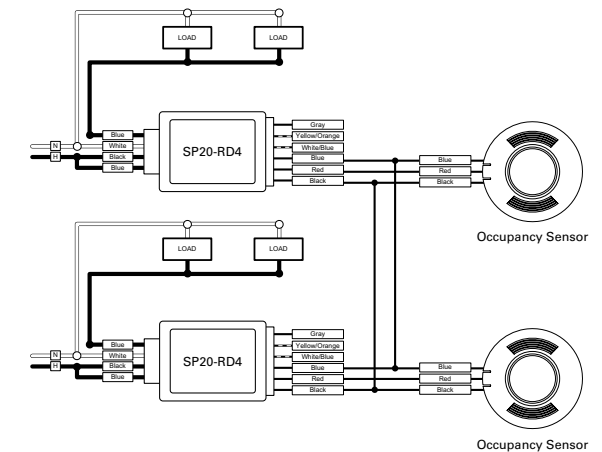 LOAD
LOAD
Blue
N
White
H
Black
Blue
SP20-RD4
Gray
Yellow/Orange
White/Blue
Blue
Red
Black
Blue
Red
Black
Occupancy Sensor
LOAD
LOAD
Blue
N
White
H
Black
Blue
SP20-RD4
Gray
Yellow/Orange
White/Blue
Blue
Red
Black
Blue
Red
Black
Occupancy Sensor